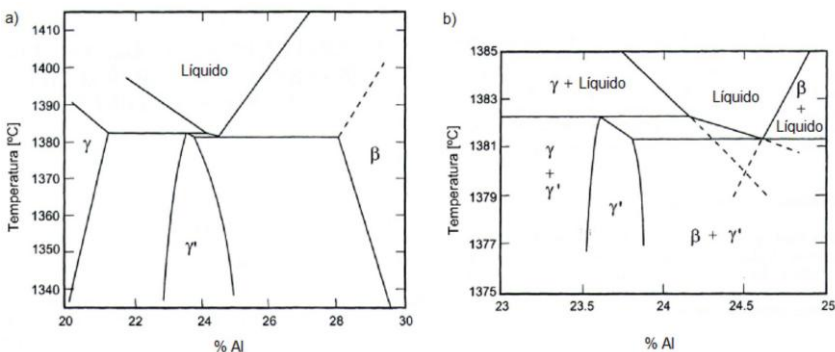 a)
1415
1410
1400
1390
1380
1370
1360
1350
1340
Temperatura [ºC]
Líquido
γ
γ'
β
20
22
24
26
28
30
% Al
b)
1385
1383
1381
1379
1377
1375
Temperatura [ºC]
γ + Líquido
Líquido
β
+
Líquido
γ
+
γ'
γ'
β + γ'
23
23.5
24
24.5
25
% Al